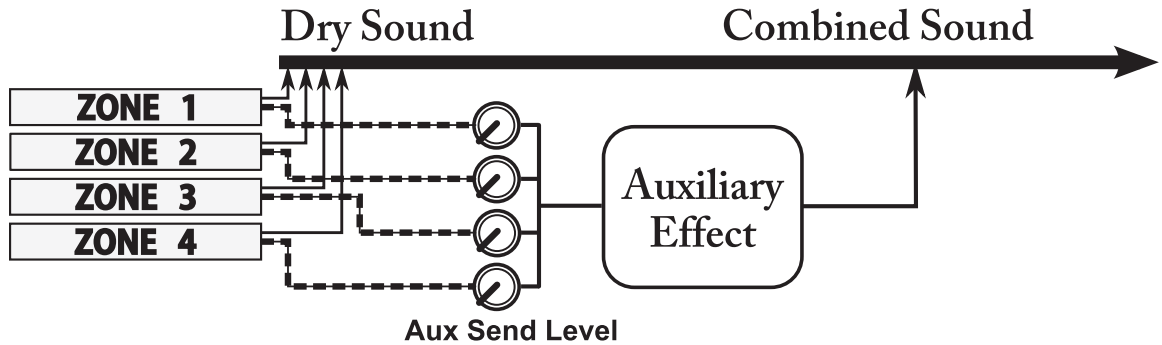 Dry Sound
Combined Sound
ZONE 1
ZONE 2
ZONE 3
ZONE 4
Auxiliary
Effect
Aux Send Level